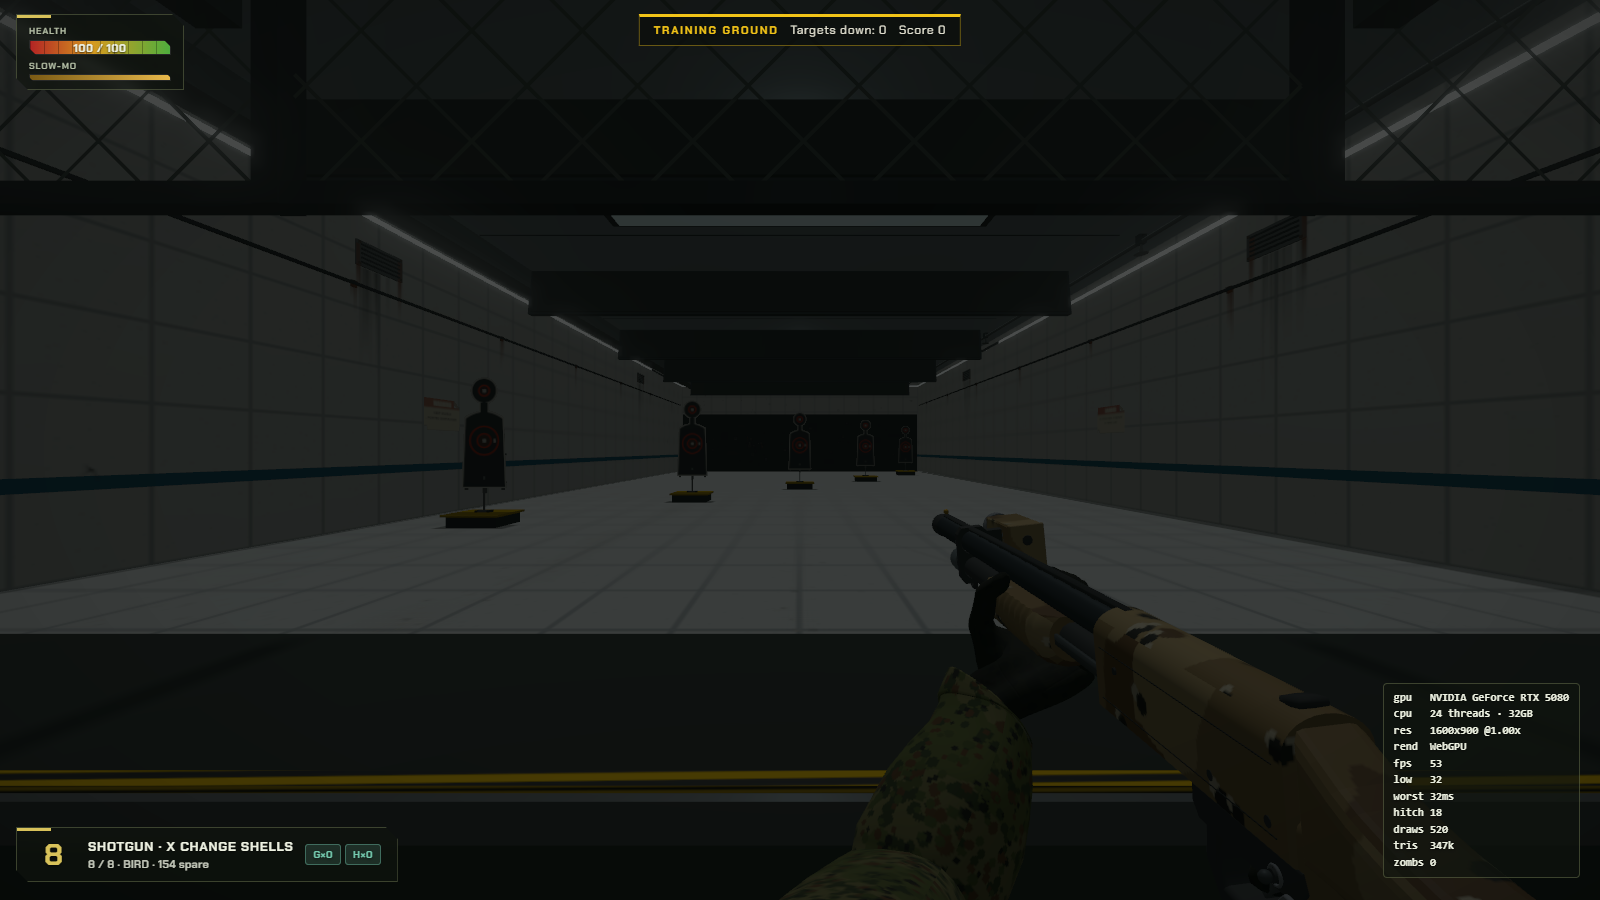 HEALTH
100 / 100
SLOW-MO
TRAINING GROUND Targets down: 0 Score 0
gpu NVIDIA GeForce RTX 5080
cpu 24 threads · 32GB
res 1600x900 @1.00x
rend WebGPU
fps 53
low 32
worst 32ms
hitch 18
draws 520
tris 347k
zombs 0
8
SHOTGUN · X CHANGE SHELLS
8 / 8 · BIRD · 154 spare
G×0 H×0